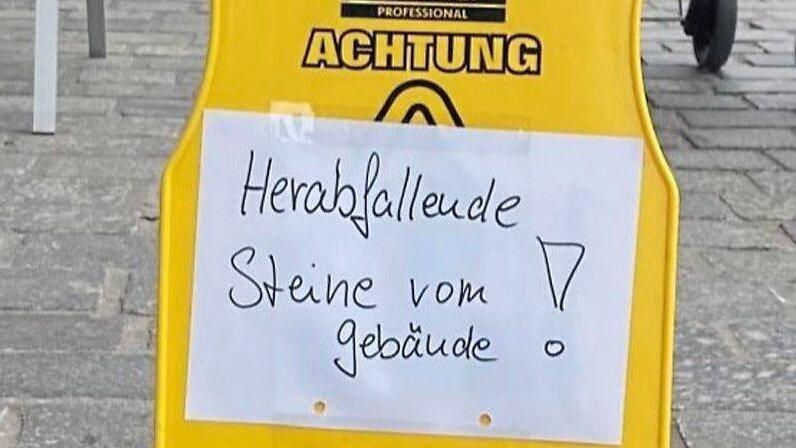 PROFESSIONAL
ACHTUNG
Herabfallende
Steine vom !
gebäude